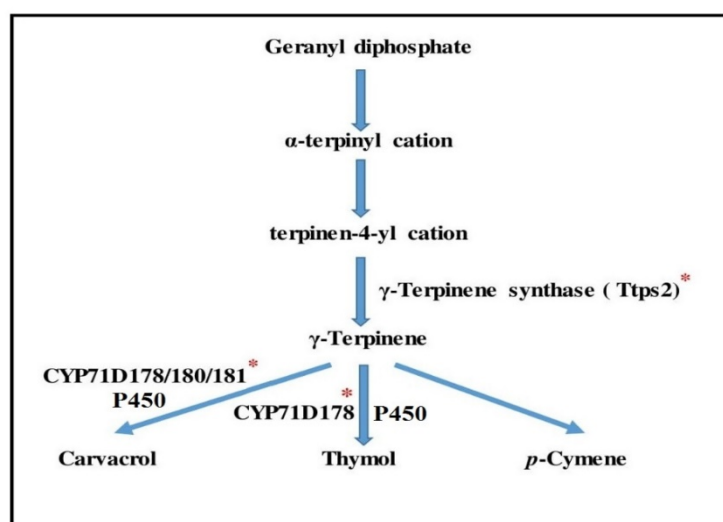 Geranyl diphosphate
α-terpinyl cation
terpinen-4-yl cation
γ-Terpinene synthase ( Ttps2)*
γ-Terpinene
CYP71D178/180/181*
P450
CYP71D178* P450
Carvacrol
Thymol
p-Cymene